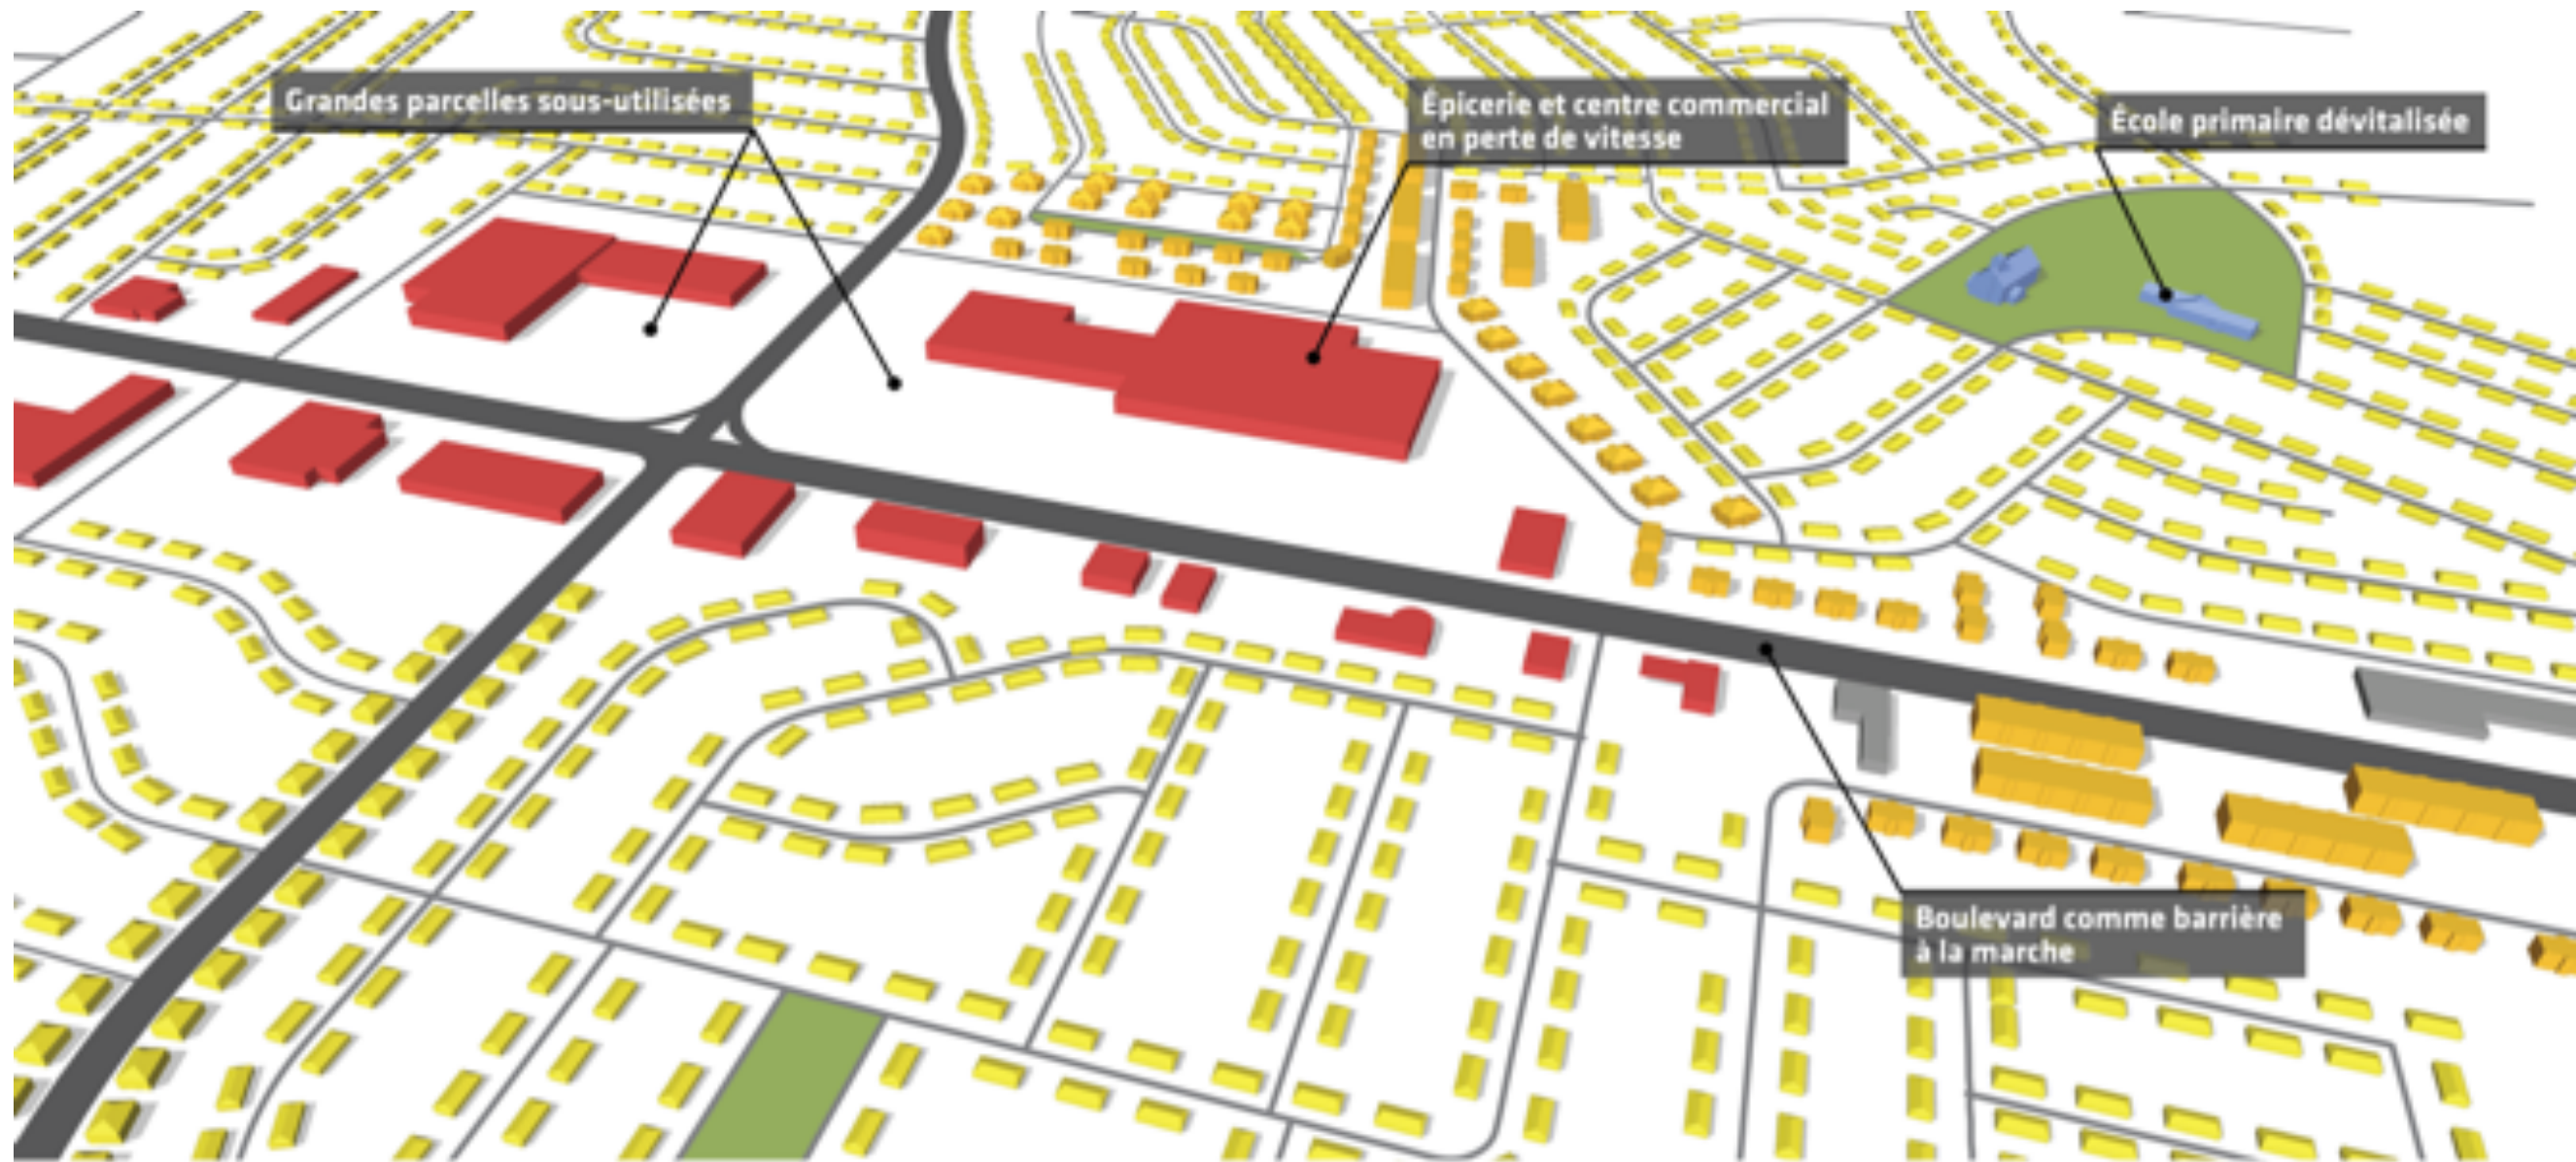 Grandes parcelles sous-utilisées
Épicerie et centre commercial
en perte de vitesse
École primaire dévitalisée
Boulevard comme barrière
à la marche